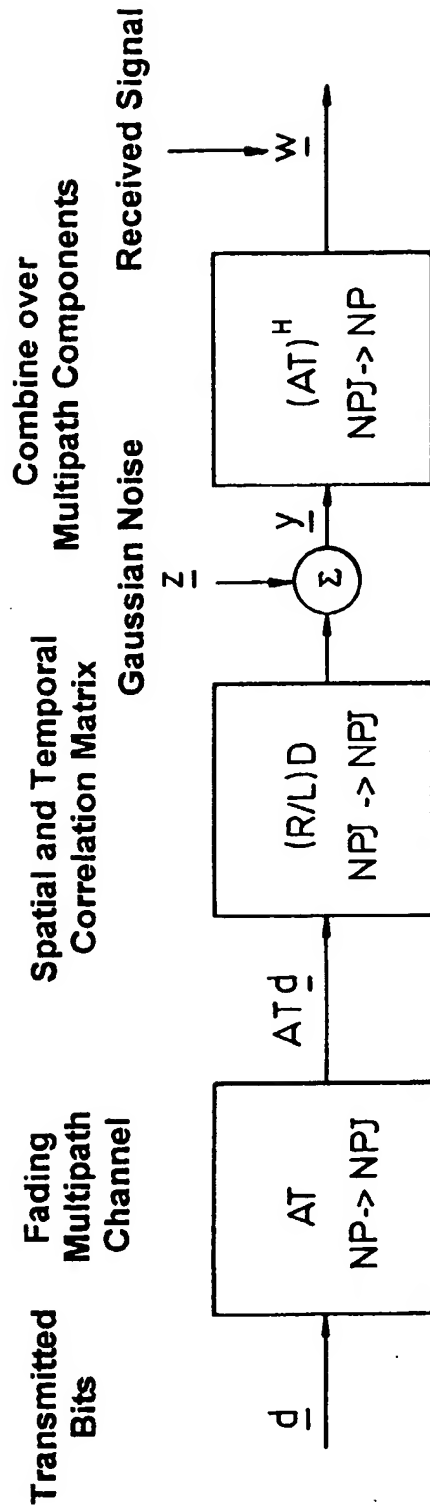 Transmitted
Bits
d
Fading
Multipath
Channel
AT
NP-> NPJ
ATd
Spatial and Temporal
Correlation Matrix
(R/L)D
NPJ -> NPJ
Gaussian Noise
z
Σ
y
Combine over
Multipath Components
(AT)^H
NPJ-> NP
Received Signal
w